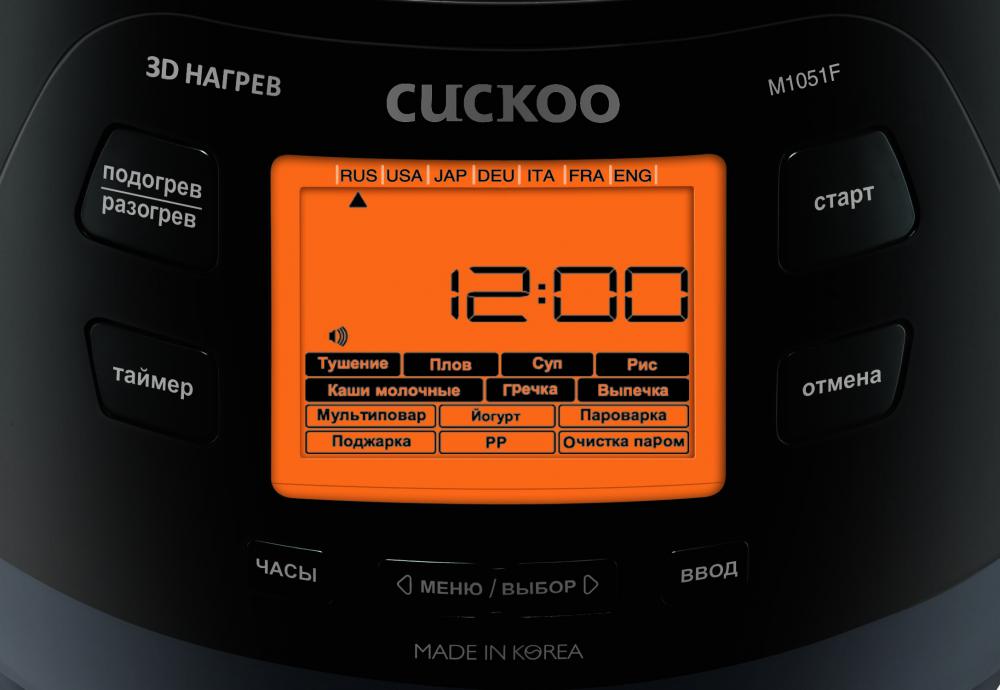 3D НАГРЕВ
CUCKOO
M1051F
RUS USA JAP DEU ITA FRA ENG
подогрев
разогрев
старт
12:00
Тушение Плов Суп Рис
Каши молочные Гречка Выпечка
Мультиповар Йогурт Пароварка
Поджарка PP Очистка паРом
таймер
отмена
ЧАСЫ
МЕНЮ / ВЫБОР
ВВОД
MADE IN KOREA